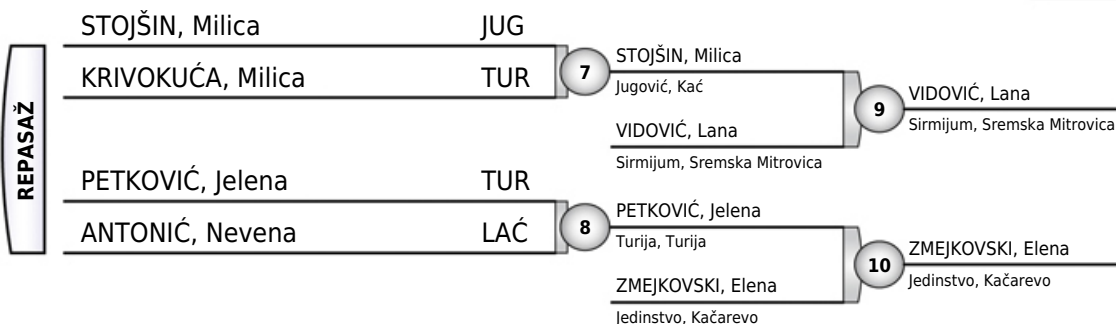 REPASAŽ
STOJŠIN, Milica JUG
KRIVOKUĆA, Milica TUR
7
STOJŠIN, Milica
Jugović, Kać
VIDOVIĆ, Lana
Sirmijum, Sremska Mitrovica
9
VIDOVIĆ, Lana
Sirmijum, Sremska Mitrovica
PETKOVIĆ, Jelena TUR
ANTONIĆ, Nevena LAĆ
8
PETKOVIĆ, Jelena
Turija, Turija
ZMEJKOVSKI, Elena
Jedinstvo, Kačarevo
10
ZMEJKOVSKI, Elena
Jedinstvo, Kačarevo